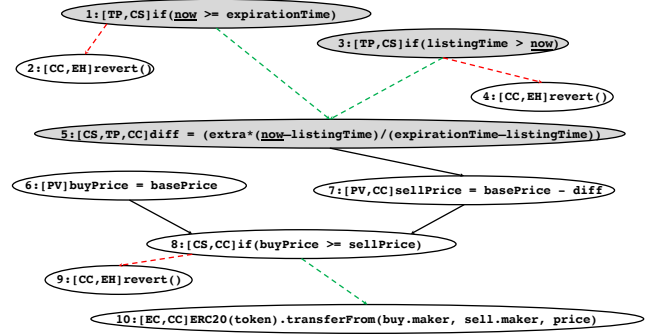 1:[TP,CS]if(now >= expirationTime)
3:[TP,CS]if(listingTime > now)
2:[CC,EH]revert()
4:[CC,EH]revert()
5:[CS,TP,CC]diff = (extra*(now–listingTime)/(expirationTime–listingTime))
6:[PV]buyPrice = basePrice
7:[PV,CC]sellPrice = basePrice - diff
8:[CS,CC]if(buyPrice >= sellPrice)
9:[CC,EH]revert()
10:[EC,CC]ERC20(token).transferFrom(buy.maker, sell.maker, price)